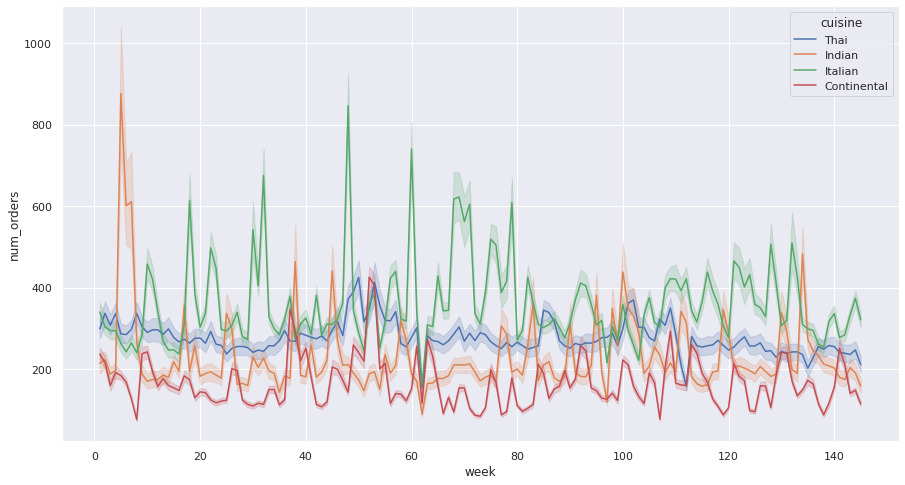 cuisine
Thai
Indian
Italian
Continental
num_orders
1000
800
600
400
200
0 20 40 60 80 100 120 140
week